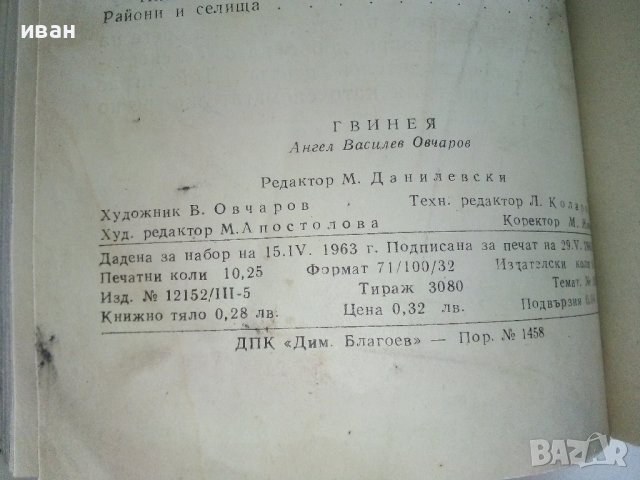 иван
Райони и селища . . . . . . . .
ГВИНЕЯ
Ангел Василев Овчаров
Редактор М. Данилевски
Художник В. Овчаров Техн. редактор Л.
Худ. редактор М. Апостолова Коректор М.
Дадена за набор на 15.IV. 1963 г. Подписана за печат на 29.V.
Печатни коли 10,25 Формат 71/100/32 Издателски
Изд. № 12152/III-5 Тираж 3080 Темат. №
Книжно тяло 0,28 лв. Цена 0,32 лв. Подвързия
ДПК «Дим. Благоев» — Пор. № 1458
BAZAR